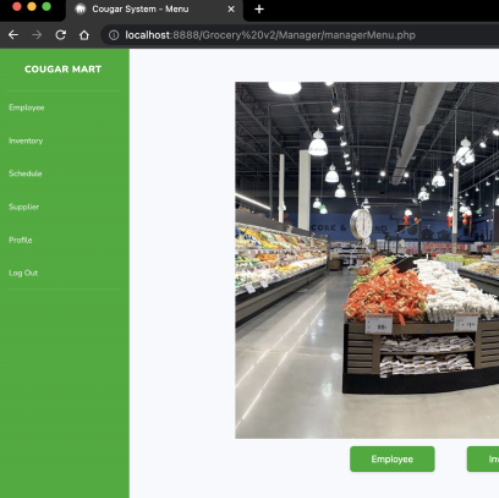 Cougar System - Menu
localhost:8888/Grocery%20v2/Manager/managerMenu.php
COUGAR MART
Employee
Inventory
Schedule
Supplier
Profile
Log Out
Employee